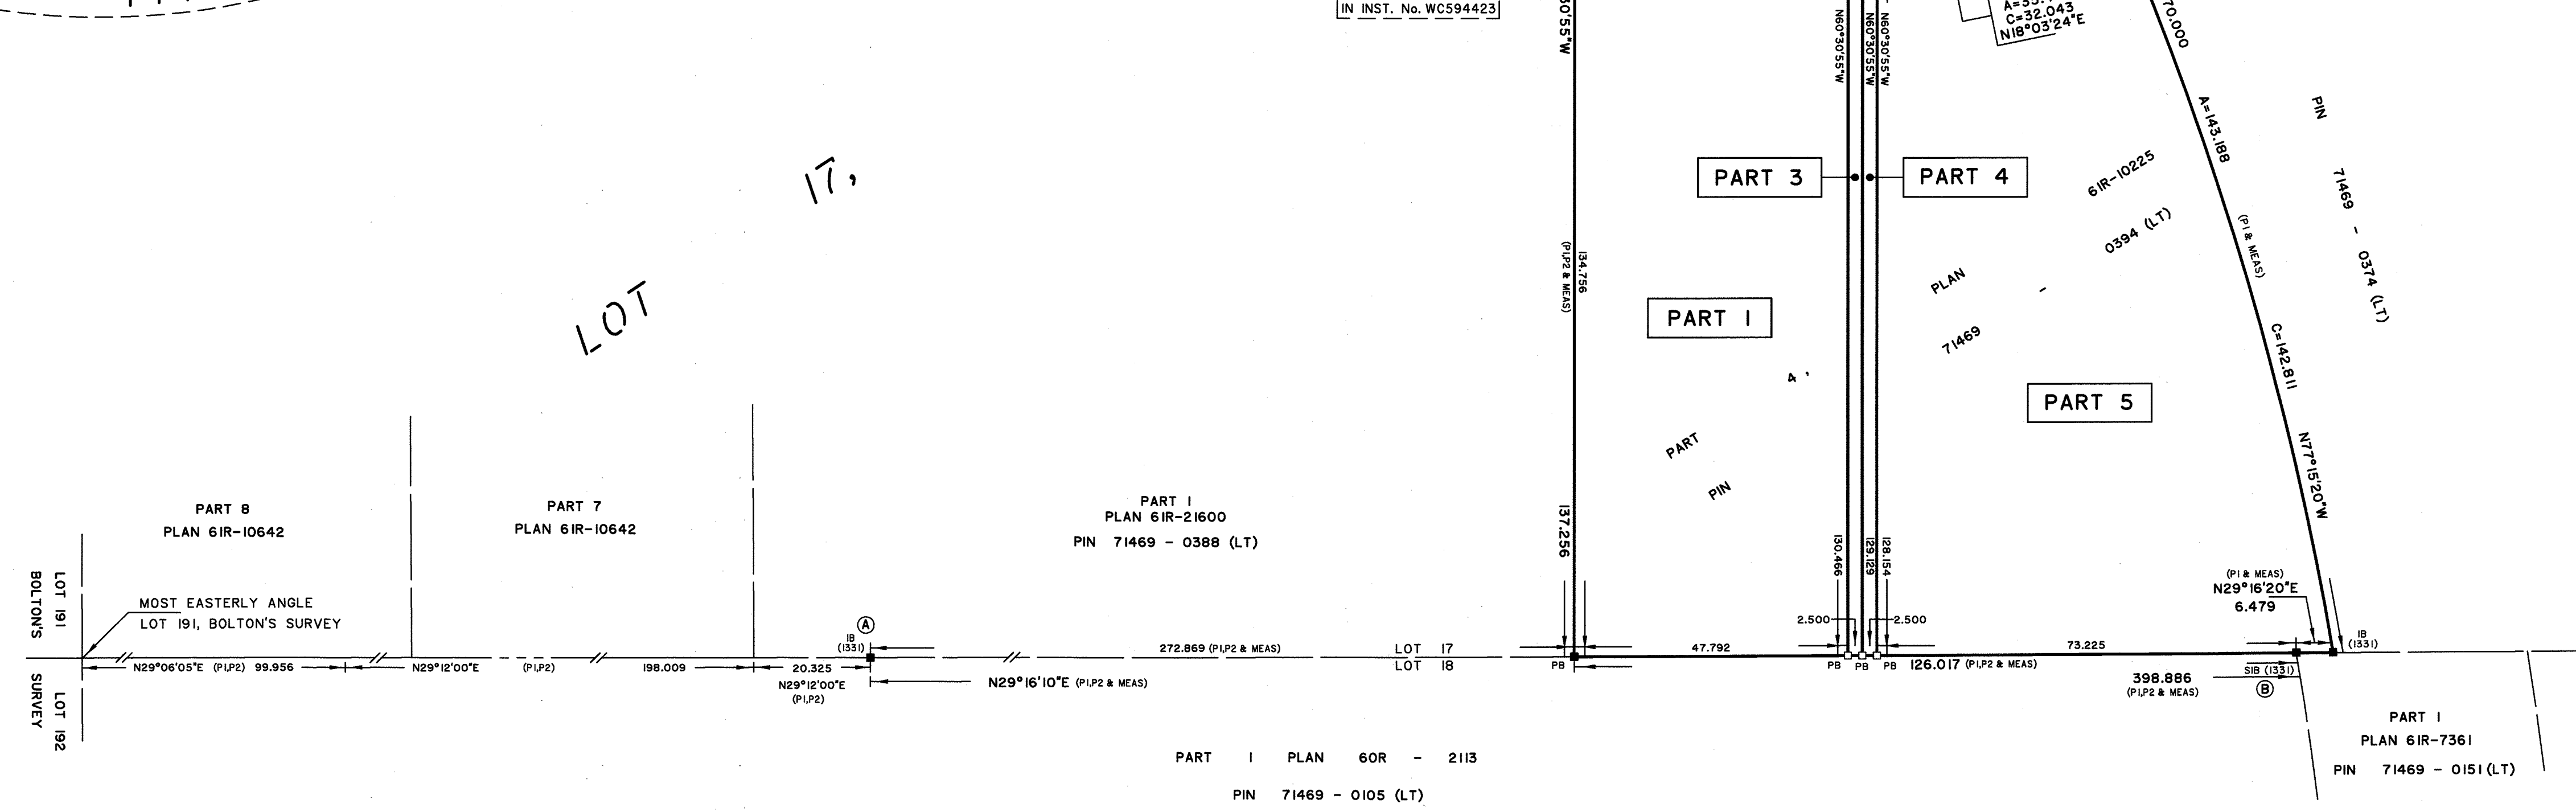 IN INST. No. WC594423
30'55"W
N60°30'55"W
N60°30'55"W
N60°30'55"W
C=32.043
N18°03'24"E
70.000
A=143.188
(P1 & MEAS)
C=142.811
N77°15'20"W
PIN 71469 - 0374 (LT)
LOT 17,
PART 3
PART 4
61R-10225
0394 (LT)
PLAN
-
71469
134.756
(P1,P2 & MEAS)
PART 1
4 ,
PART 5
PART
PIN
PART 8
PLAN 61R-10642
PART 7
PLAN 61R-10642
PART 1
PLAN 61R-21600
PIN 71469 - 0388 (LT)
137.256
130.466
129.129
128.154
(P1 & MEAS)
N29°16'20"E
6.479
LOT 191
BOLTON'S
MOST EASTERLY ANGLE
LOT 191, BOLTON'S SURVEY
A
IB
(1331)
2.500
2.500
IB
(1331)
272.869 (P1,P2 & MEAS)
LOT 17
LOT 18
47.792
73.225
N29°06'05"E (P1,P2) 99.956
N29°12'00"E (P1,P2) 198.009
20.325
N29°12'00"E
(P1,P2)
N29°16'10"E (P1,P2 & MEAS)
PB
PB
PB
PB
126.017 (P1,P2 & MEAS)
398.886
(P1,P2 & MEAS)
SIB (1331)
B
LOT 192
SURVEY
PART 1
PLAN 61R-7361
PIN 71469 - 0151 (LT)
PART 1 PLAN 60R - 2113
PIN 71469 - 0105 (LT)